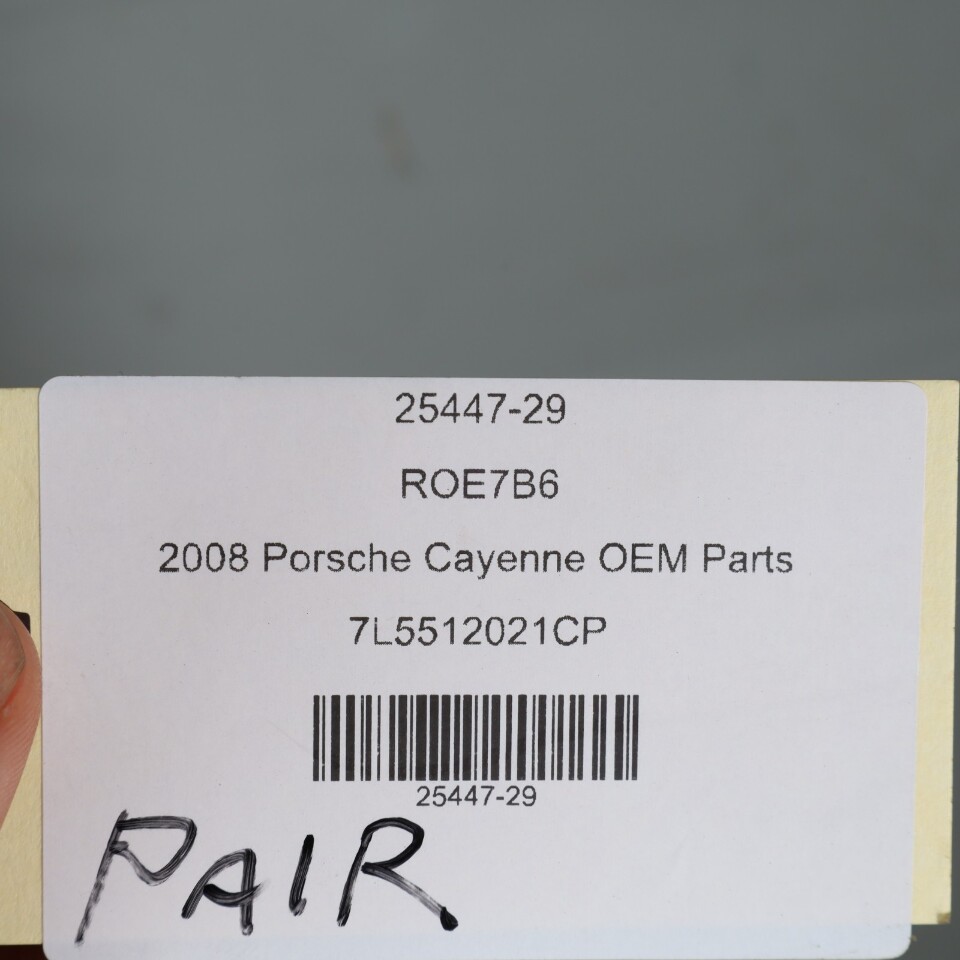 25447-29
ROE7B6
2008 Porsche Cayenne OEM Parts
7L5512021CP
25447-29
PAIR